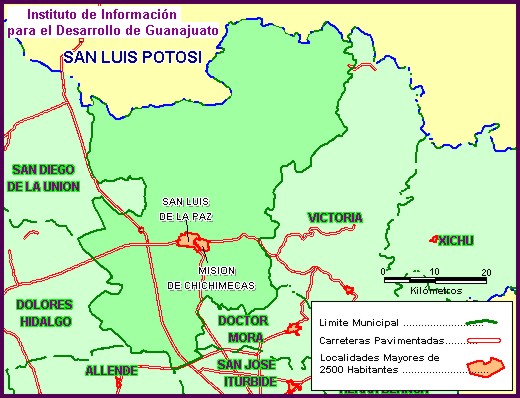 Instituto de Información
para el Desarrollo de Guanajuato
SAN LUIS POTOSI
SAN DIEGO
DE LA UNION
SAN LUIS
DE LA PAZ
VICTORIA
XICHU
MISION
DE CHICHIMECAS
0 10 20
Kilómetros
DOLORES
HIDALGO
DOCTOR
MORA
Limite Municipal
Carreteras Pavimentadas
Localidades Mayores de
2500 Habitantes
ALLENDE
SAN JOSE
ITURBIDE